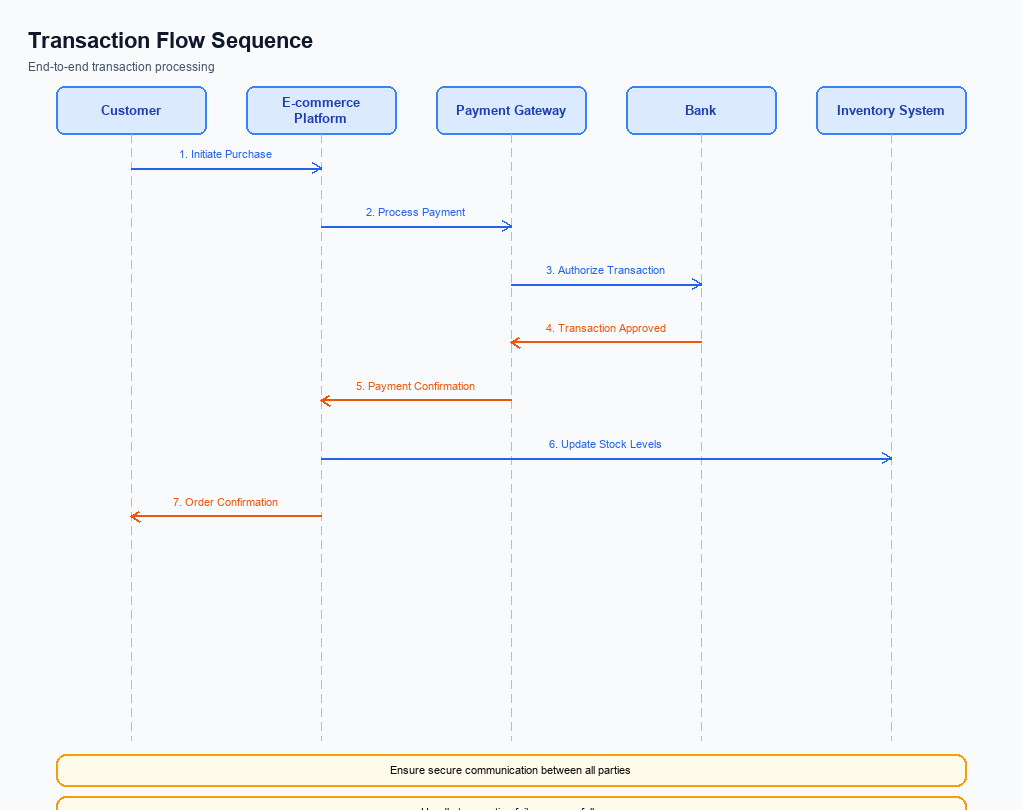 Transaction Flow Sequence
End-to-end transaction processing
Customer
E-commerce
Platform
Payment Gateway
Bank
Inventory System
1. Initiate Purchase
2. Process Payment
3. Authorize Transaction
4. Transaction Approved
5. Payment Confirmation
6. Update Stock Levels
7. Order Confirmation
Ensure secure communication between all parties